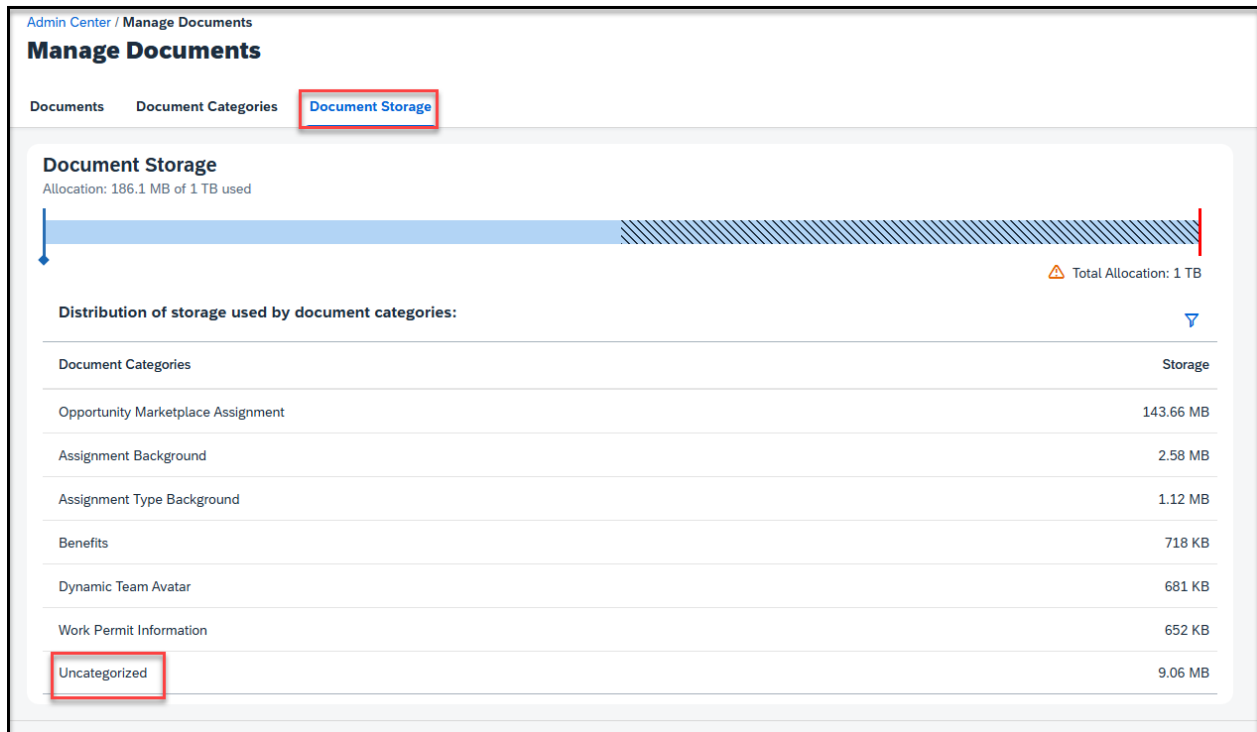 Admin Center / Manage Documents
Manage Documents
Documents Document Categories Document Storage
Document Storage
Allocation: 186.1 MB of 1 TB used
Total Allocation: 1 TB
Distribution of storage used by document categories:
Document Categories Storage
Opportunity Marketplace Assignment 143.66 MB
Assignment Background 2.58 MB
Assignment Type Background 1.12 MB
Benefits 718 KB
Dynamic Team Avatar 681 KB
Work Permit Information 652 KB
Uncategorized 9.06 MB